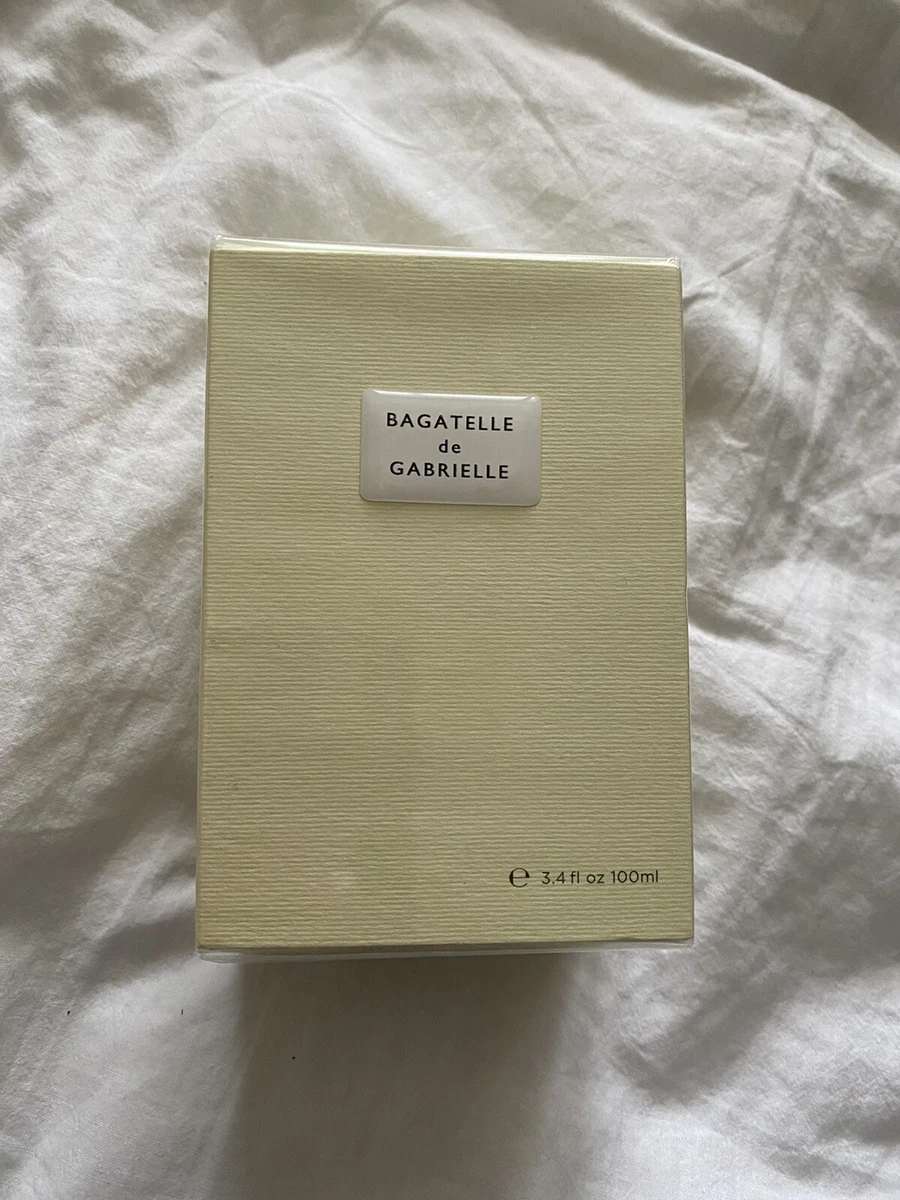 BAGATELLE
de
GABRIELLE
℮ 3.4 fl oz 100ml